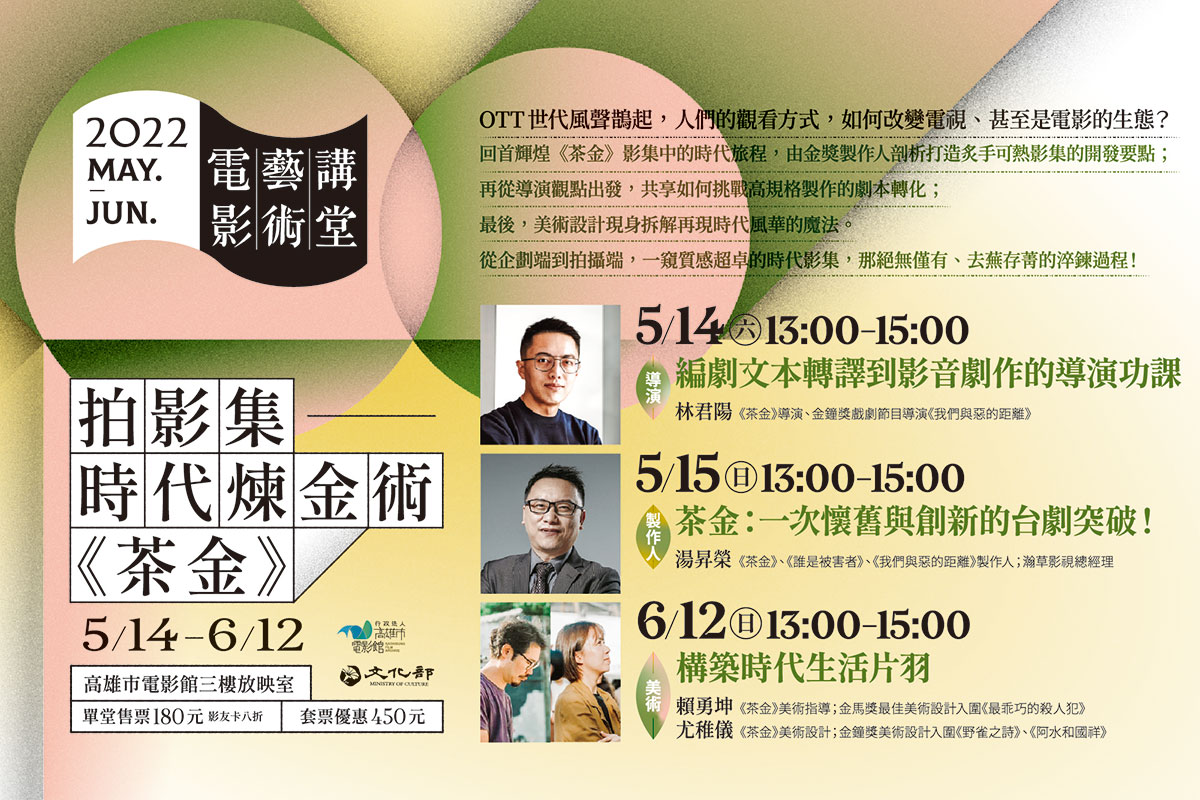 2022
MAY.
JUN.
電影藝術講堂
OTT世代風聲鵲起，人們的觀看方式，如何改變電視、甚至是電影的生態？
回首輝煌《茶金》影集中的時代旅程，由金獎製作人剖析打造炙手可熱影集的開發要點；
再從導演觀點出發，共享如何挑戰高規格製作的劇本轉化；
最後，美術設計現身拆解再現時代風華的魔法。
從企劃端到拍攝端，一窺質感超卓的時代影集，那絕無僅有、去蕪存菁的淬鍊過程！
拍影集
時代煉金術
《茶金》
5/14–6/12
行政法人
高雄市
電影館
KAOHSIUNG FILM ARCHIVE
文化部
MINISTRY OF CULTURE
高雄市電影館三樓放映室
單堂售票180元 影友卡八折
套票優惠450元
5/14㊅13:00–15:00
導演
編劇文本轉譯到影音劇作的導演功課
林君陽 《茶金》導演、金鐘獎戲劇節目導演《我們與惡的距離》
5/15㊐13:00–15:00
製作人
茶金：一次懷舊與創新的台劇突破！
湯昇榮 《茶金》、《誰是被害者》、《我們與惡的距離》製作人；瀚草影視總經理
6/12㊐13:00–15:00
美術
構築時代生活片羽
賴勇坤 《茶金》美術指導；金馬獎最佳美術設計入圍《最乖巧的殺人犯》
尤稚儀 《茶金》美術設計；金鐘獎美術設計入圍《野雀之詩》、《阿水和國祥》